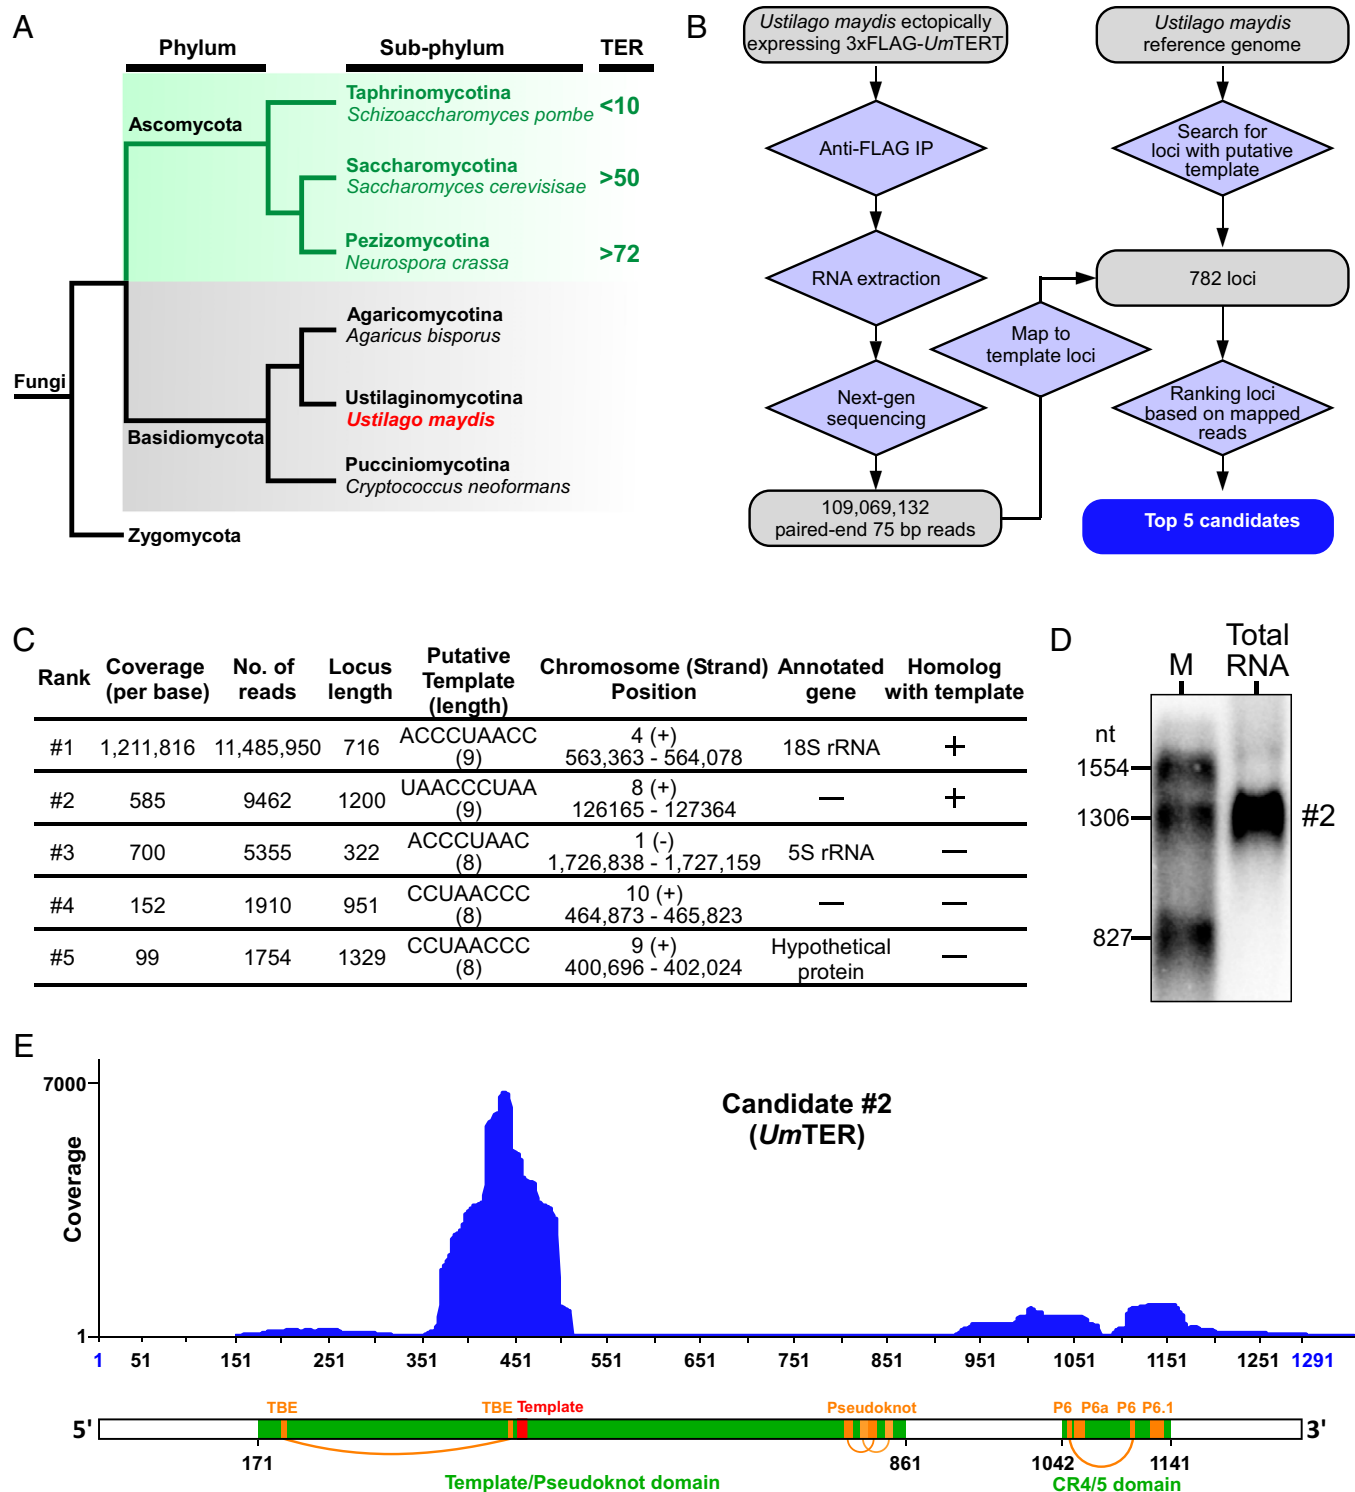 A
Phylum
Sub-phylum
TER
Taphrinomycotina
Schizoaccharomyces pombe
<10
Ascomycota
Saccharomycotina
Saccharomyces cerevisisae
>50
Pezizomycotina
Neurospora crassa
>72
Agaricomycotina
Agaricus bisporus
Fungi
Ustilaginomycotina
Ustilago maydis
Basidiomycota
Pucciniomycotina
Cryptococcus neoformans
Zygomycota
B
Ustilago maydis ectopically
expressing 3xFLAG-UmTERT
Anti-FLAG IP
RNA extraction
Next-gen
sequencing
109,069,132
paired-end 75 bp reads
Map to
template loci
Ustilago maydis
reference genome
Search for
loci with putative
template
782 loci
Ranking loci
based on mapped
reads
Top 5 candidates
C
Rank
Coverage
(per base)
No. of
reads
Locus
length
Putative
Template
(length)
Chromosome (Strand)
Position
Annotated
gene
Homolog
with template
#1
1,211,816
11,485,950
716
ACCCUAACC
(9)
4 (+)
563,363 - 564,078
18S rRNA
+
#2
585
9462
1200
UAACCCUAA
(9)
8 (+)
126165 - 127364
—
+
#3
700
5355
322
ACCCUAAC
(8)
1 (-)
1,726,838 - 1,727,159
5S rRNA
—
#4
152
1910
951
CCUAACCC
(8)
10 (+)
464,873 - 465,823
—
—
#5
99
1754
1329
CCUAACCC
(8)
9 (+)
400,696 - 402,024
Hypothetical
protein
—
D
Total
RNA
M
nt
1554
1306
827
#2
E
7000
Coverage
1
Candidate #2
(UmTER)
1 51 151 251 351 451 551 651 751 851 951 1051 1151 1251 1291
TBE TBE Template Pseudoknot P6 P6a P6 P6.1
5' 3'
171 861 1042 1141
Template/Pseudoknot domain
CR4/5 domain